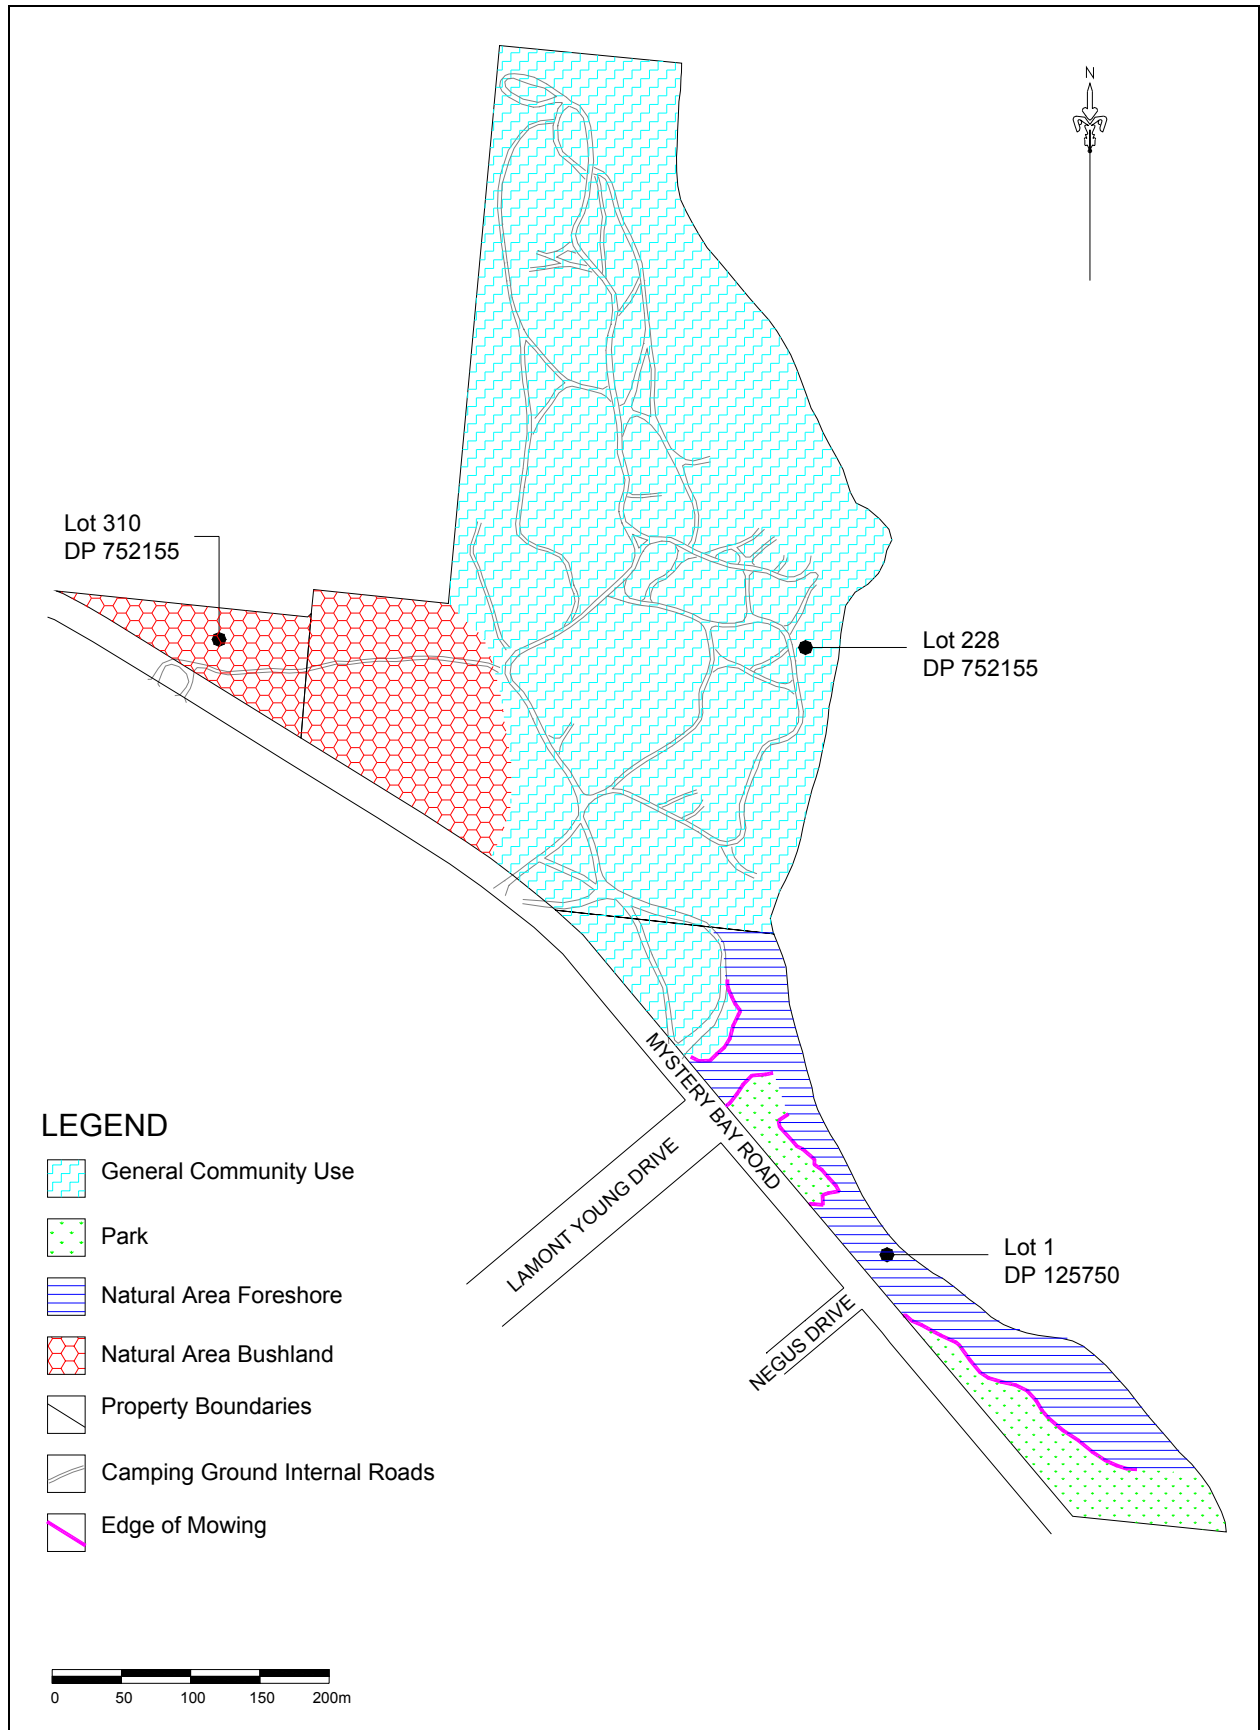 N
Lot 310
DP 752155
Lot 228
DP 752155
MYSTERY BAY ROAD
LAMONT YOUNG DRIVE
NEGUS DRIVE
Lot 1
DP 125750
LEGEND
General Community Use
Park
Natural Area Foreshore
Natural Area Bushland
Property Boundaries
Camping Ground Internal Roads
Edge of Mowing
0 50 100 150 200m